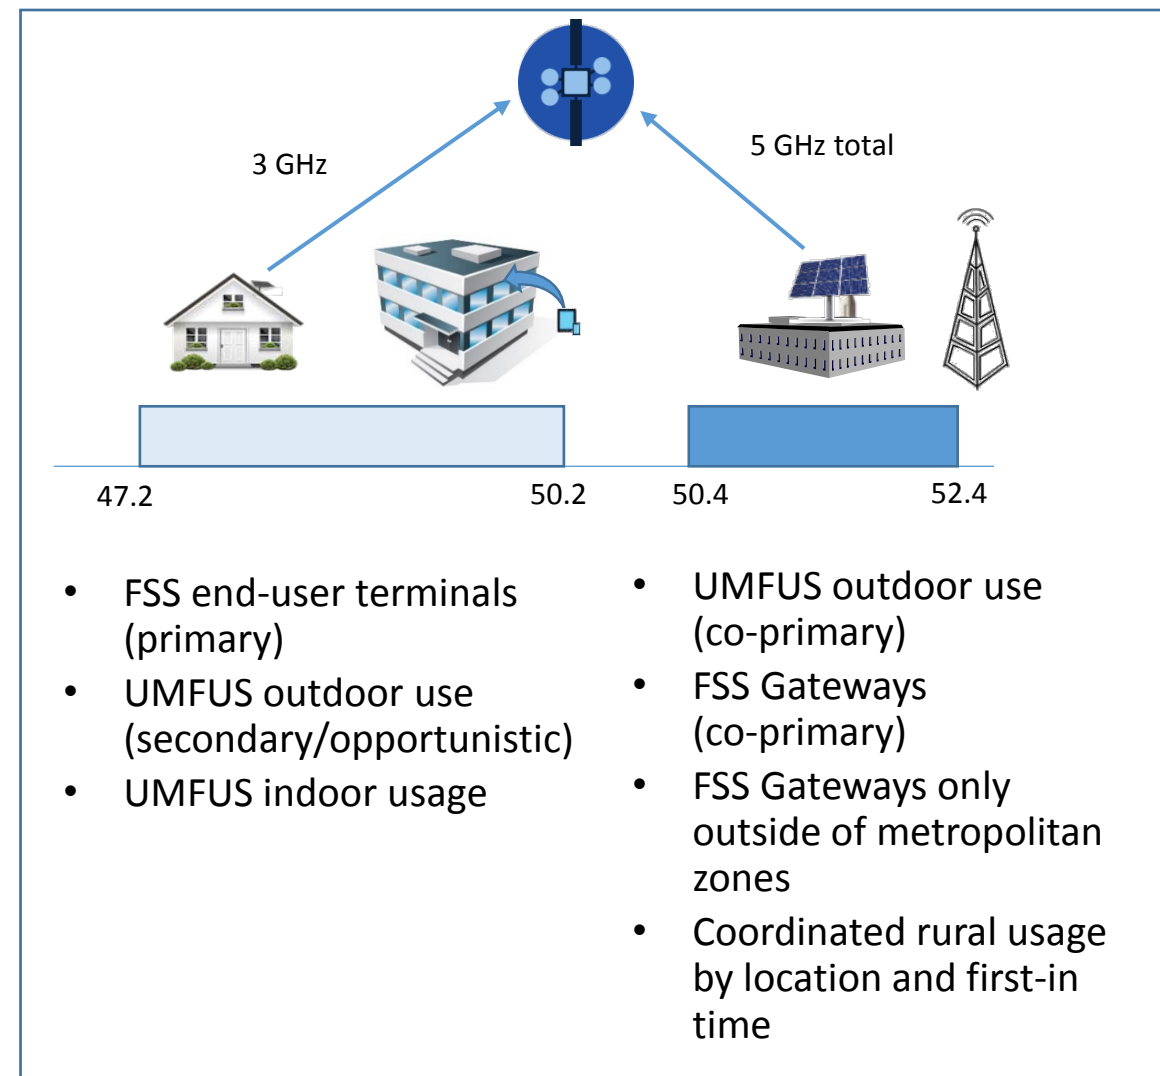 3 GHz
5 GHz total
47.2
50.2
50.4
52.4
• FSS end-user terminals
(primary)
• UMFUS outdoor use
(secondary/opportunistic)
• UMFUS indoor usage
• UMFUS outdoor use
(co-primary)
• FSS Gateways
(co-primary)
• FSS Gateways only
outside of metropolitan
zones
• Coordinated rural usage
by location and first-in
time